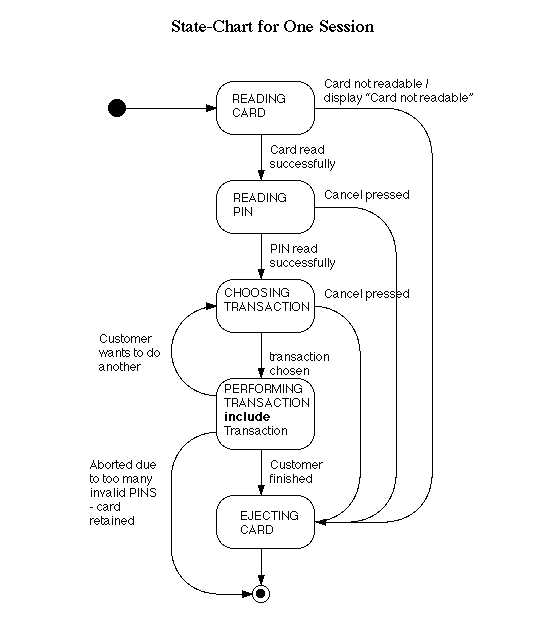 State-Chart for One Session
Card not readable /
display “Card not readable”
READING
CARD
Card read
successfully
READING
PIN
Cancel pressed
PIN read
successfully
CHOOSING
TRANSACTION
Cancel pressed
Customer
wants to do
another
transaction
chosen
PERFORMING
TRANSACTION
include
Transaction
Aborted due
to too many
invalid PINS
- card
retained
Customer
finished
EJECTING
CARD